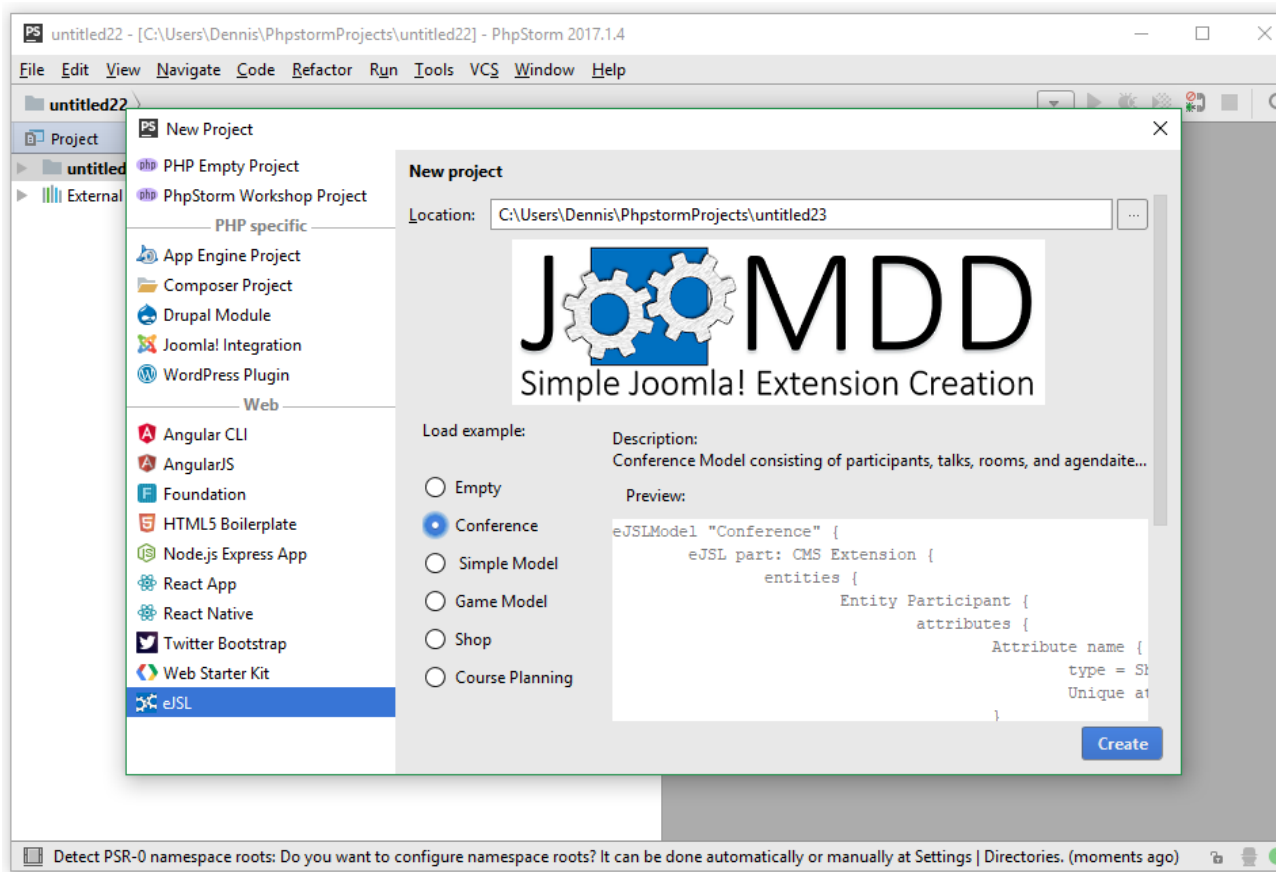 PS untitled22 - [C:\Users\Dennis\PhpstormProjects\untitled22] - PhpStorm 2017.1.4
File Edit View Navigate Code Refactor Run Tools VCS Window Help
untitled22
Project
untitled
External
PS New Project
php PHP Empty Project
php PhpStorm Workshop Project
PHP specific
App Engine Project
Composer Project
Drupal Module
Joomla! Integration
WordPress Plugin
Web
Angular CLI
AngularJS
Foundation
HTML5 Boilerplate
Node.js Express App
React App
React Native
Twitter Bootstrap
Web Starter Kit
eJSL
New project
Location: C:\Users\Dennis\PhpstormProjects\untitled23 ...
JOOMDD
Simple Joomla! Extension Creation
Load example:
Empty
Conference
Simple Model
Game Model
Shop
Course Planning
Description:
Conference Model consisting of participants, talks, rooms, and agendaite...
Preview:
eJSLModel "Conference" {
eJSL part: CMS Extension {
entities {
Entity Participant {
attributes {
Attribute name {
type =
Unique
}
Create
Detect PSR-0 namespace roots: Do you want to configure namespace roots? It can be done automatically or manually at Settings | Directories. (moments ago)